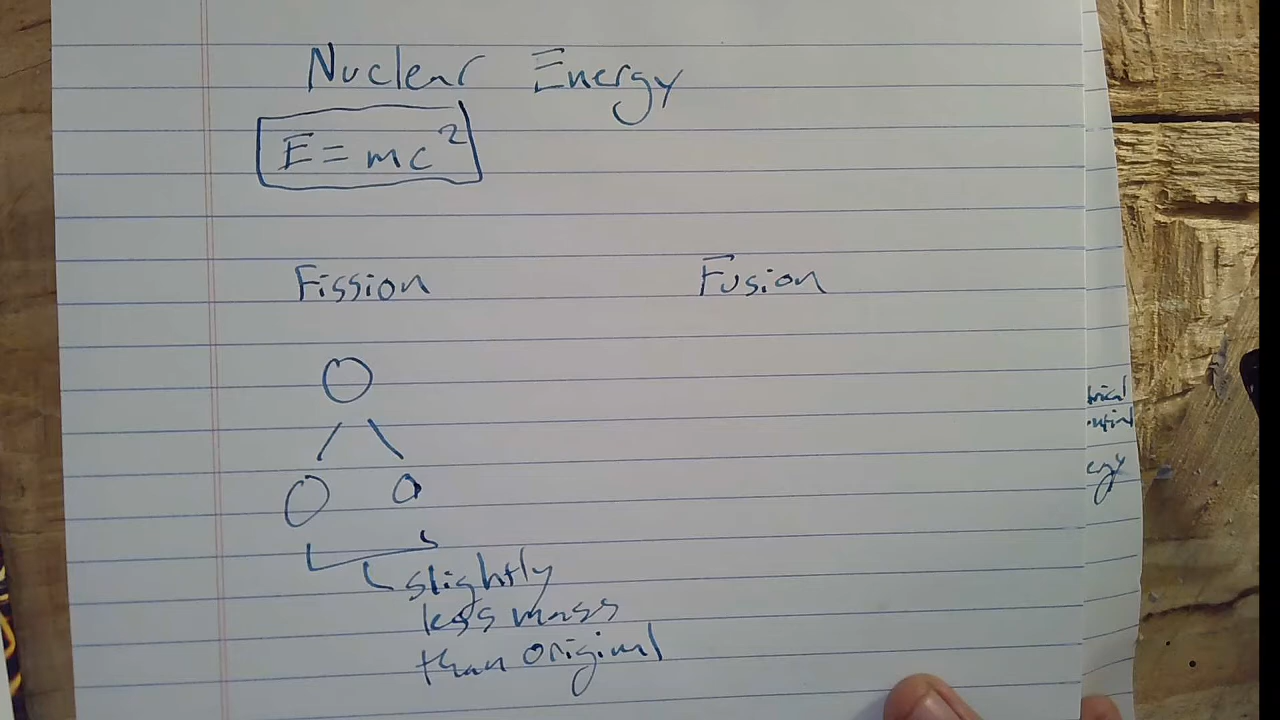 Nuclear Energy
E = mc²
Fission Fusion
slightly
less mass
than original